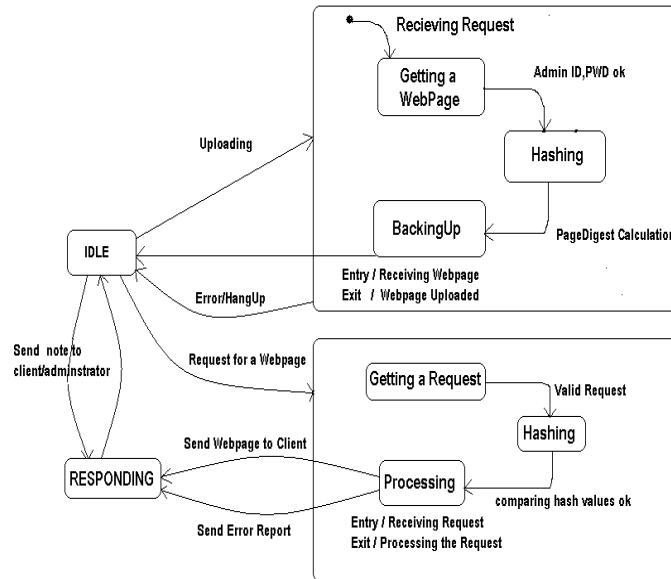 Recieving Request
Getting a
WebPage
Admin ID,PWD ok
Hashing
Uploading
BackingUp
PageDigest Calculation
IDLE
Entry / Receiving Webpage
Exit / Webpage Uploaded
Error/HangUp
Send note to
client/adminstrator
Request for a Webpage
Getting a Request
Valid Request
Hashing
Send Webpage to Client
RESPONDING
Processing
comparing hash values ok
Send Error Report
Entry / Receiving Request
Exit / Processing the Request